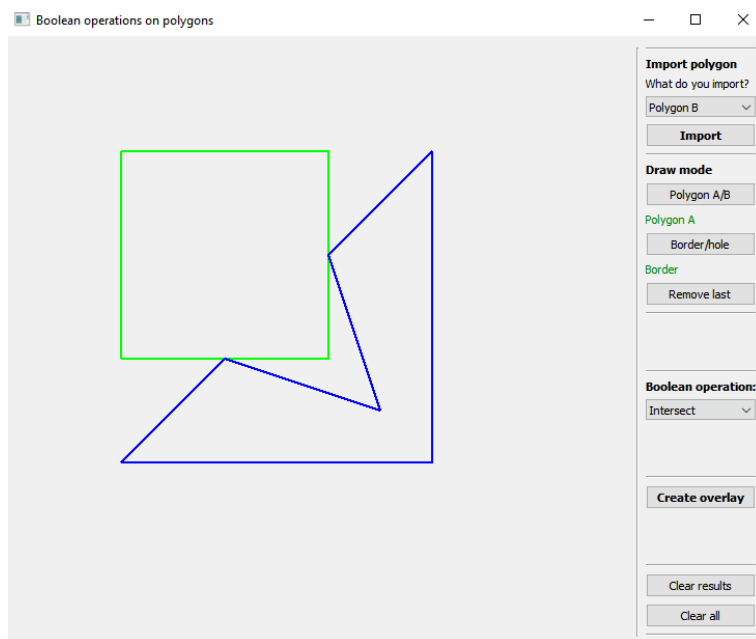 Boolean operations on polygons
Import polygon
What do you import?
Polygon B
Import
Draw mode
Polygon A/B
Polygon A
Border/hole
Border
Remove last
Boolean operation:
Intersect
Create overlay
Clear results
Clear all